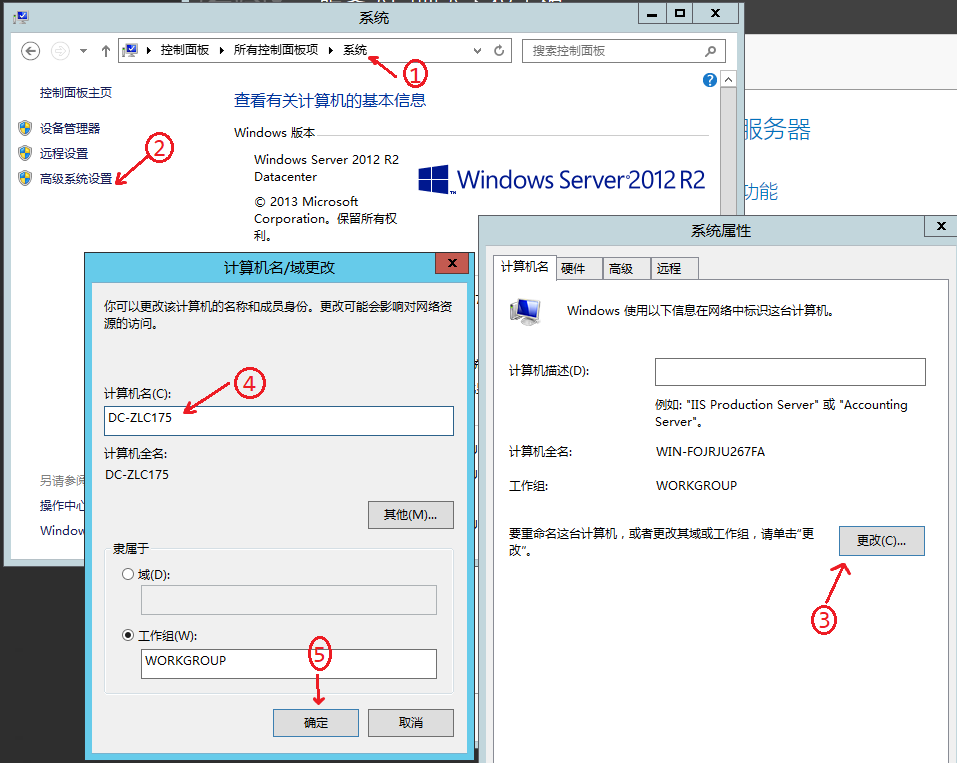 系统
控制面板 所有控制面板项 系统
搜索控制面板
①
控制面板主页
设备管理器
远程设置
高级系统设置
②
查看有关计算机的基本信息
Windows 版本
Windows Server 2012 R2
Datacenter
© 2013 Microsoft
Corporation。保留所有权
利。
Windows Server 2012 R2
服务器
功能
另请参阅
操作中心
Window
计算机名/域更改
你可以更改该计算机的名称和成员身份。更改可能会影响对网络资
源的访问。
④
计算机名(C):
DC-ZLC175
计算机全名:
DC-ZLC175
其他(M)...
隶属于
域(D):
工作组(W):
WORKGROUP
⑤
确定
取消
系统属性
计算机名
硬件
高级
远程
Windows 使用以下信息在网络中标识这台计算机。
计算机描述(D):
例如: "IIS Production Server" 或 "Accounting
Server"。
计算机全名:
WIN-FOJRJU267FA
工作组:
WORKGROUP
要重命名这台计算机，或者更改其域或工作组，请单击“更
改”。
更改(C)...
③